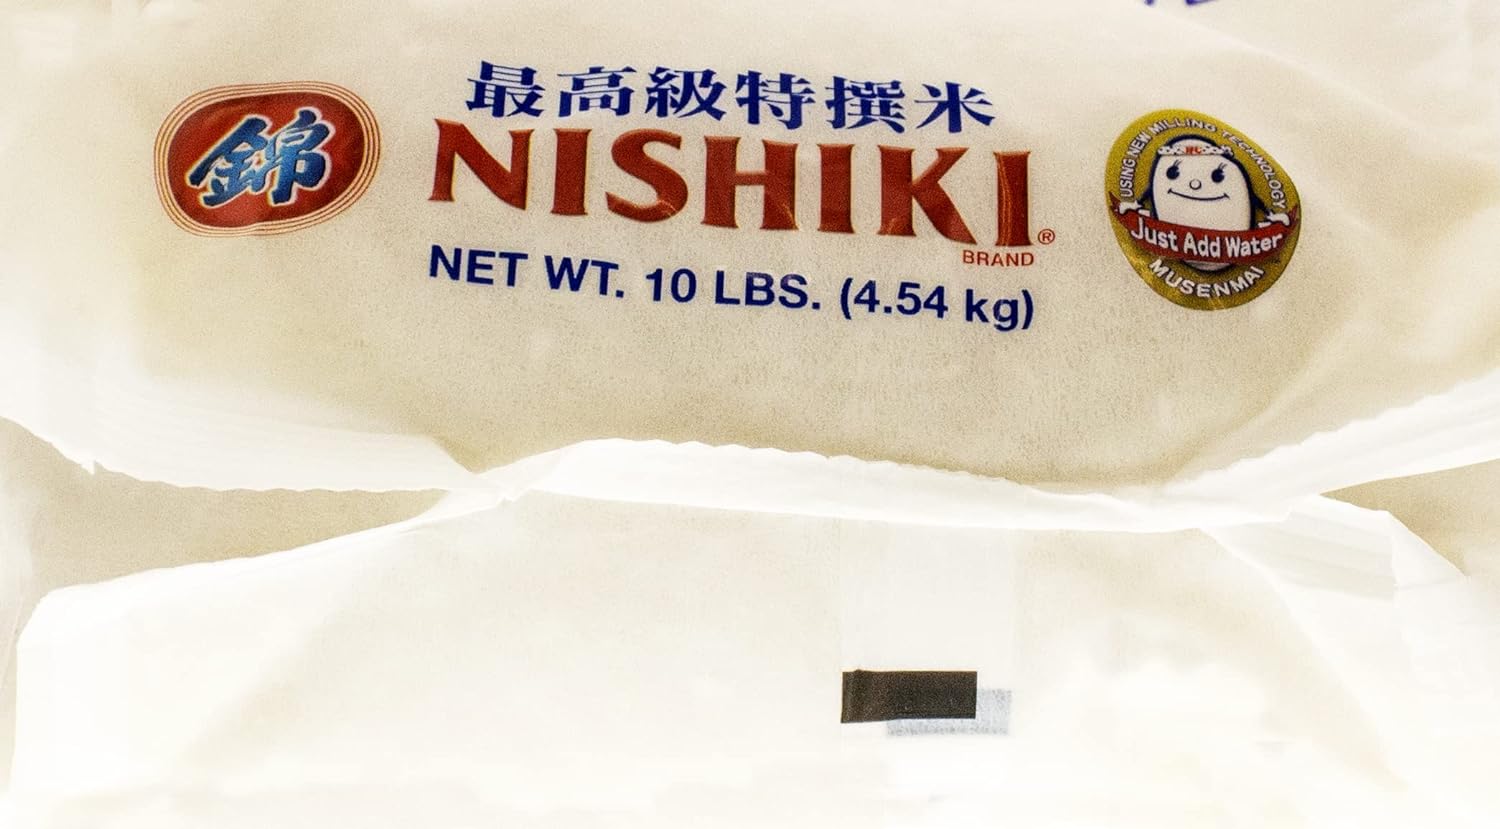 最高級特撰米
錦
NISHIKI®
BRAND
NET WT. 10 LBS. (4.54 kg)
USING NEW MILLING TECHNOLOGY
Just Add Water
MUSENMAI